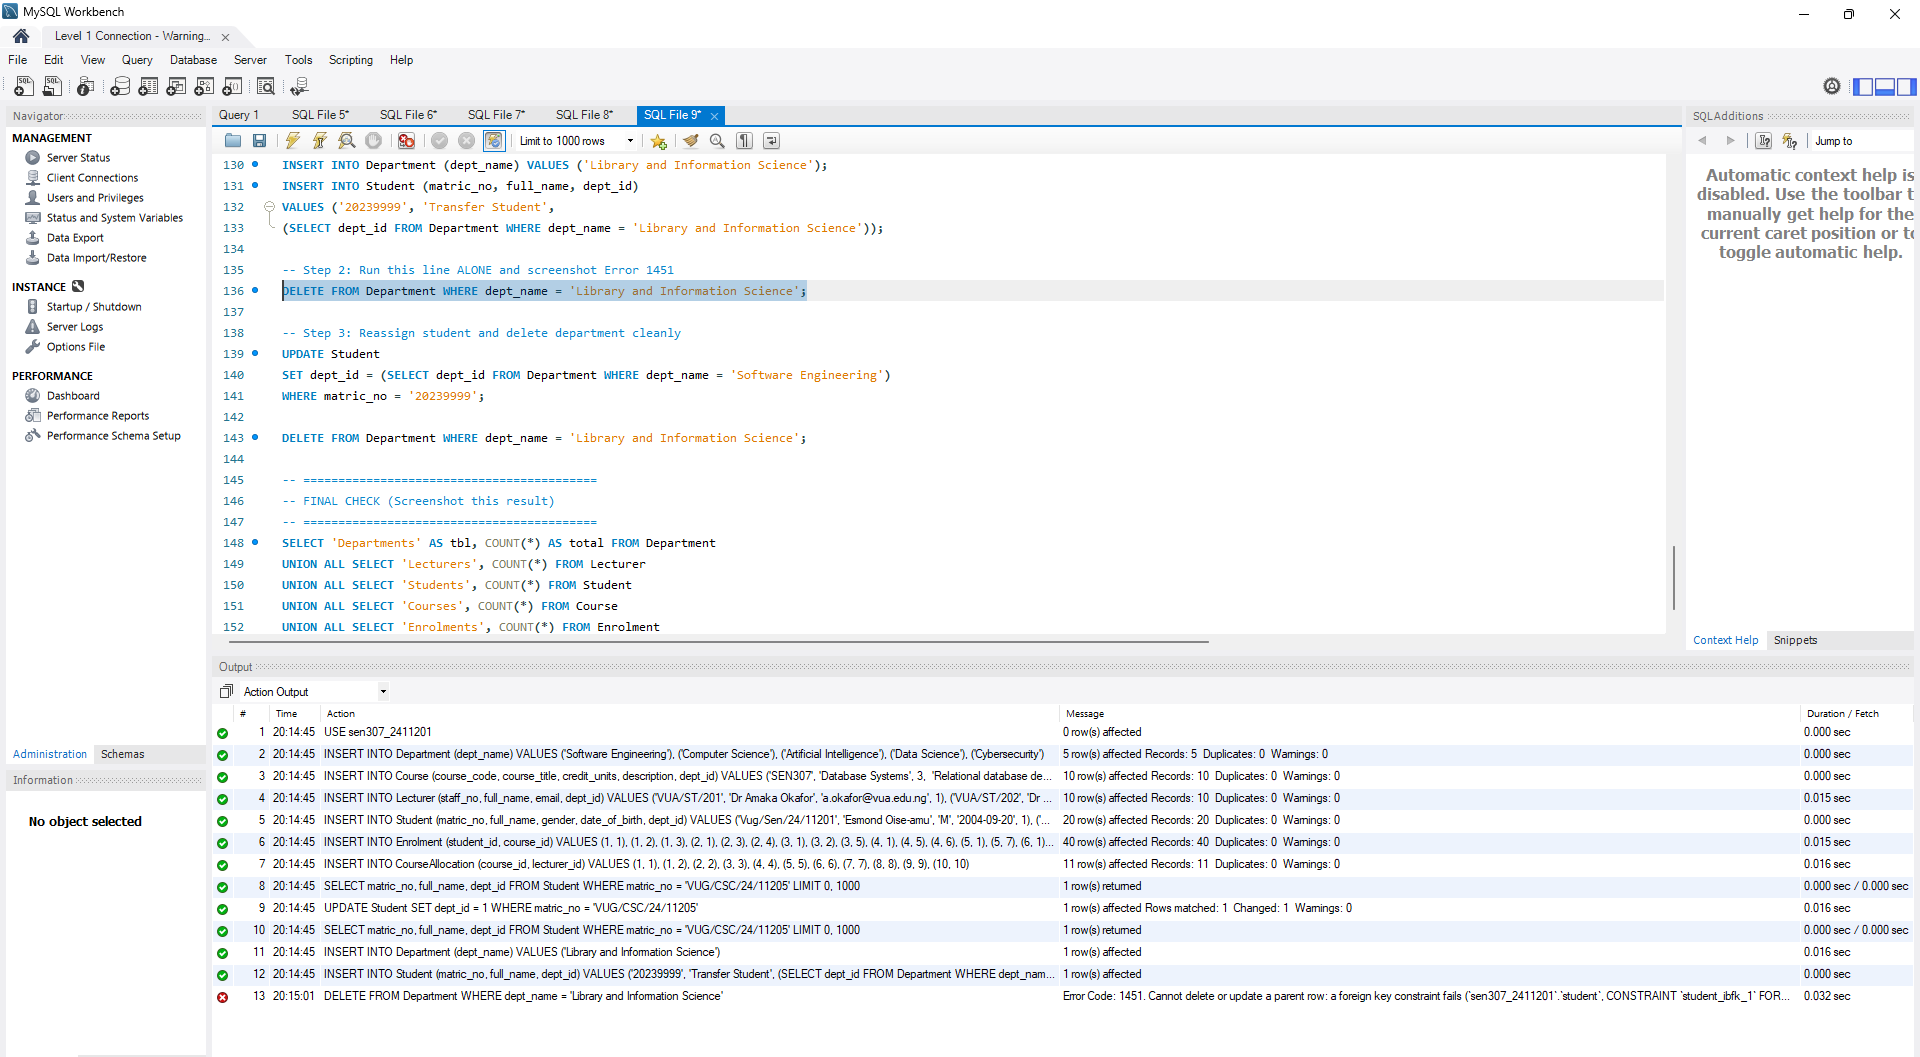 MySQL Workbench
Level 1 Connection - Warning...
File Edit View Query Database Server Tools Scripting Help
Navigator
MANAGEMENT
Server Status
Client Connections
Users and Privileges
Status and System Variables
Data Export
Data Import/Restore
INSTANCE
Startup / Shutdown
Server Logs
Options File
PERFORMANCE
Dashboard
Performance Reports
Performance Schema Setup
Administration Schemas
Information
No object selected
Query 1 SQL File 5* SQL File 6* SQL File 7* SQL File 8* SQL File 9*
Limit to 1000 rows
130 INSERT INTO Department (dept_name) VALUES ('Library and Information Science');
131 INSERT INTO Student (matric_no, full_name, dept_id)
132 VALUES ('20239999', 'Transfer Student',
133 (SELECT dept_id FROM Department WHERE dept_name = 'Library and Information Science'));
134
135 -- Step 2: Run this line ALONE and screenshot Error 1451
136 DELETE FROM Department WHERE dept_name = 'Library and Information Science';
137
138 -- Step 3: Reassign student and delete department cleanly
139 UPDATE Student
140 SET dept_id = (SELECT dept_id FROM Department WHERE dept_name = 'Software Engineering')
141 WHERE matric_no = '20239999';
142
143 DELETE FROM Department WHERE dept_name = 'Library and Information Science';
144
145 -- ==========================================
146 -- FINAL CHECK (Screenshot this result)
147 -- ==========================================
148 SELECT 'Departments' AS tbl, COUNT(*) AS total FROM Department
149 UNION ALL SELECT 'Lecturers', COUNT(*) FROM Lecturer
150 UNION ALL SELECT 'Students', COUNT(*) FROM Student
151 UNION ALL SELECT 'Courses', COUNT(*) FROM Course
152 UNION ALL SELECT 'Enrolments', COUNT(*) FROM Enrolment
SQLAdditions
Jump to
Automatic context help is
disabled. Use the toolbar t
manually get help for the
current caret position or to
toggle automatic help.
Context Help Snippets
Output
Action Output
# Time Action Message Duration / Fetch
1 20:14:45 USE sen307_2411201 0 row(s) affected 0.000 sec
2 20:14:45 INSERT INTO Department (dept_name) VALUES ('Software Engineering'), ('Computer Science'), ('Artificial Intelligence'), ('Data Science'), ('Cybersecurity') 5 row(s) affected Records: 5 Duplicates: 0 Warnings: 0 0.000 sec
3 20:14:45 INSERT INTO Course (course_code, course_title, credit_units, description, dept_id) VALUES ('SEN307', 'Database Systems', 3, 'Relational database de... 10 row(s) affected Records: 10 Duplicates: 0 Warnings: 0 0.000 sec
4 20:14:45 INSERT INTO Lecturer (staff_no, full_name, email, dept_id) VALUES ('VUA/ST/201', 'Dr Amaka Okafor', 'a.okafor@vua.edu.ng', 1), ('VUA/ST/202', 'Dr ... 10 row(s) affected Records: 10 Duplicates: 0 Warnings: 0 0.015 sec
5 20:14:45 INSERT INTO Student (matric_no, full_name, gender, date_of_birth, dept_id) VALUES ('Vug/Sen/24/11201', 'Esmond Oise-amu', 'M', '2004-09-20', 1), ('... 20 row(s) affected Records: 20 Duplicates: 0 Warnings: 0 0.000 sec
6 20:14:45 INSERT INTO Enrolment (student_id, course_id) VALUES (1, 1), (1, 2), (1, 3), (2, 1), (2, 3), (2, 4), (3, 1), (3, 2), (3, 5), (4, 1), (4, 5), (4, 6), (5, 1), (5, 7), (6, 1)... 40 row(s) affected Records: 40 Duplicates: 0 Warnings: 0 0.015 sec
7 20:14:45 INSERT INTO CourseAllocation (course_id, lecturer_id) VALUES (1, 1), (1, 2), (2, 2), (3, 3), (4, 4), (5, 5), (6, 6), (7, 7), (8, 8), (9, 9), (10, 10) 11 row(s) affected Records: 11 Duplicates: 0 Warnings: 0 0.016 sec
8 20:14:45 SELECT matric_no, full_name, dept_id FROM Student WHERE matric_no = 'VUG/CSC/24/11205' LIMIT 0, 1000 1 row(s) returned 0.000 sec / 0.000 sec
9 20:14:45 UPDATE Student SET dept_id = 1 WHERE matric_no = 'VUG/CSC/24/11205' 1 row(s) affected Rows matched: 1 Changed: 1 Warnings: 0 0.016 sec
10 20:14:45 SELECT matric_no, full_name, dept_id FROM Student WHERE matric_no = 'VUG/CSC/24/11205' LIMIT 0, 1000 1 row(s) returned 0.000 sec / 0.000 sec
11 20:14:45 INSERT INTO Department (dept_name) VALUES ('Library and Information Science') 1 row(s) affected 0.016 sec
12 20:14:45 INSERT INTO Student (matric_no, full_name, dept_id) VALUES ('20239999', 'Transfer Student', (SELECT dept_id FROM Department WHERE dept_nam... 1 row(s) affected 0.000 sec
13 20:15:01 DELETE FROM Department WHERE dept_name = 'Library and Information Science' Error Code: 1451. Cannot delete or update a parent row: a foreign key constraint fails (`sen307_2411201`.`student`, CONSTRAINT `student_ibfk_1` FOR... 0.032 sec